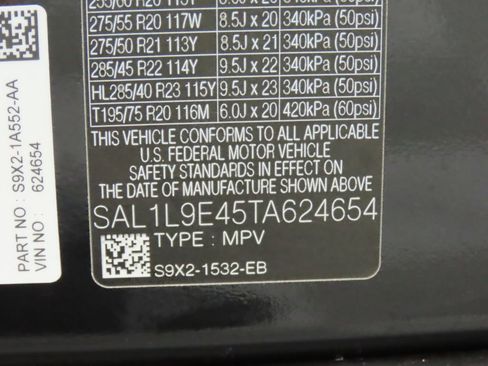 275/55 R20 117W 8.5J x 20 340kPa (50psi)
275/50 R21 113Y 8.5J x 21 340kPa (50psi)
285/45 R22 114Y 9.5J x 22 340kPa (50psi)
HL285/40 R23 115Y 9.5J x 23 340kPa (50psi)
T195/75 R20 116M 6.0J x 20 420kPa (60psi)
THIS VEHICLE CONFORMS TO ALL APPLICABLE
U.S. FEDERAL MOTOR VEHICLE
SAFETY STANDARDS IN EFFECT ON
THE DATE OF MANUFACTURE SHOWN ABOVE
SAL1L9E45TA624654
TYPE : MPV
S9X2-1532-EB
PART NO : S9X2-1A552-AA
VIN NO : 624654